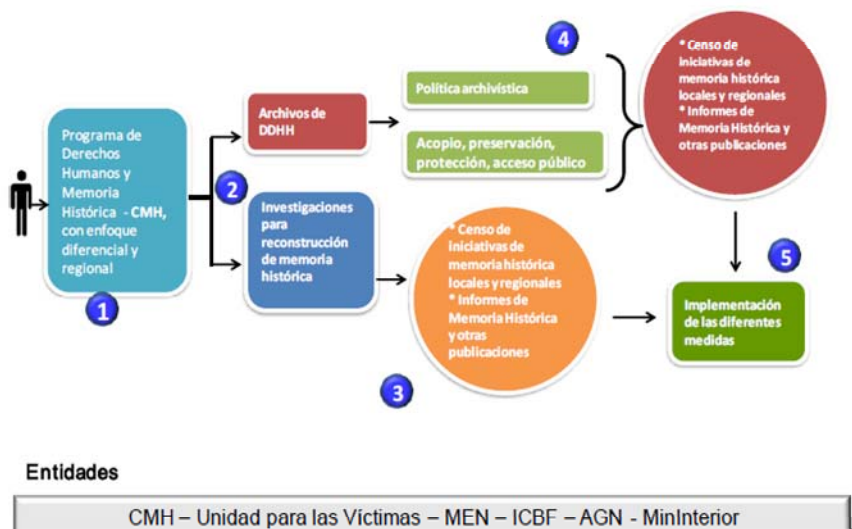 Programa de
Derechos
Humanos y
Memoria
Histórica - CMH,
con enfoque
diferencial y
regional
1
2
Archivos de
DDHH
Investigaciones
para
reconstrucción
de memoria
histórica
Política archivística
Acopio, preservación,
protección, acceso público
3
* Censo de
iniciativas de
memoria histórica
locales y regionales
* Informes de
Memoria Histórica
y otras
publicaciones
4
* Censo de
iniciativas de
memoria histórica
locales y regionales
* Informes de
Memoria Histórica y
otras publicaciones
5
Implementación
de las diferentes
medidas
Entidades
CMH – Unidad para las Víctimas – MEN – ICBF – AGN - MinInterior